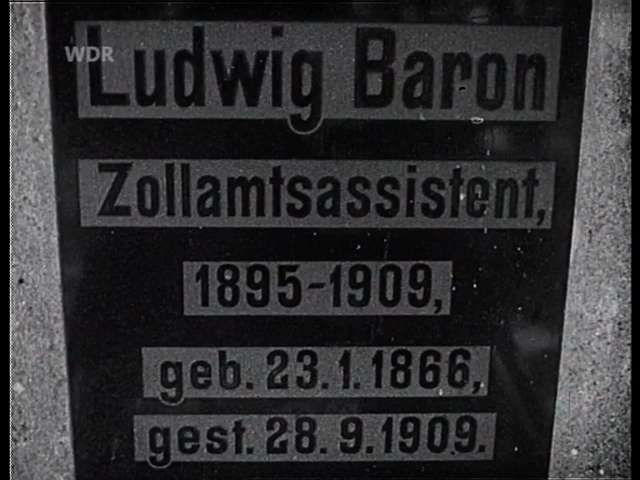 WDR
Ludwig Baron
Zollamtsassistent,
1895-1909,
geb. 23.1.1866,
gest. 28.9.1909.